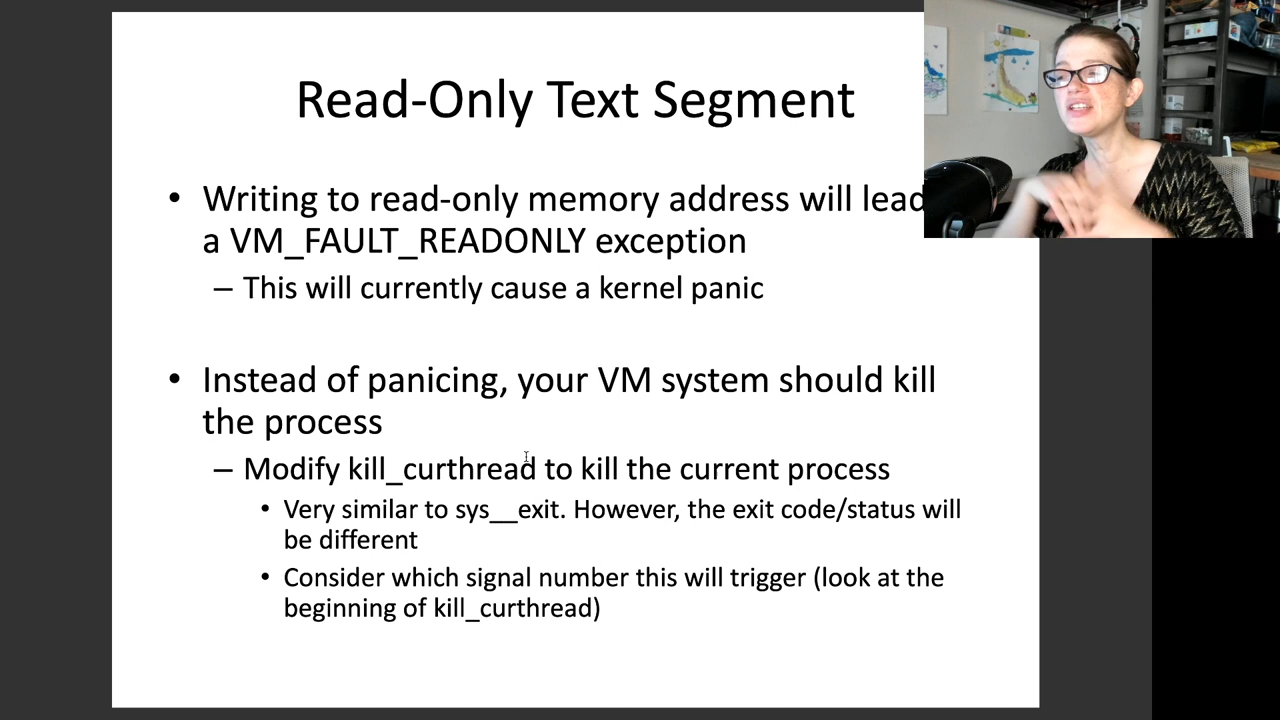 Read-Only Text Segment
• Writing to read-only memory address will lead
a VM_FAULT_READONLY exception
– This will currently cause a kernel panic
• Instead of panicing, your VM system should kill
the process
– Modify kill_curthread to kill the current process
• Very similar to sys__exit. However, the exit code/status will
be different
• Consider which signal number this will trigger (look at the
beginning of kill_curthread)